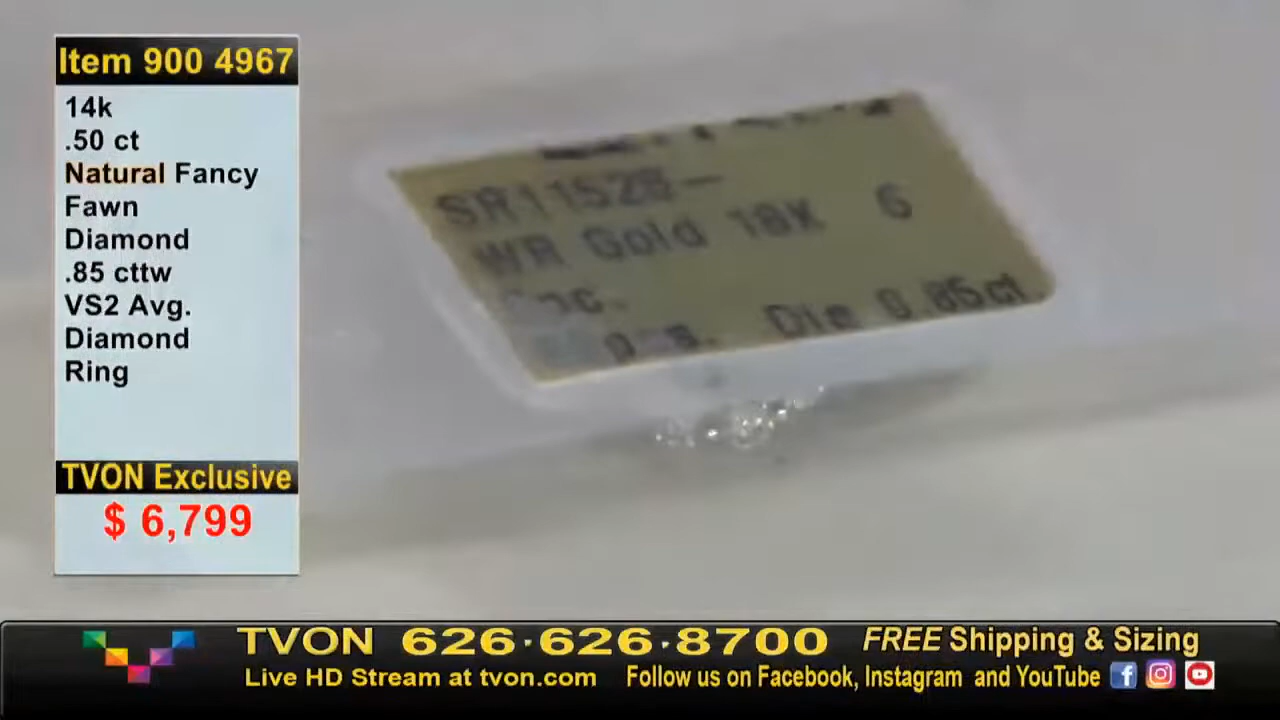 Item 900 4967
14k
.50 ct
Natural Fancy
Fawn
Diamond
.85 cttw
VS2 Avg.
Diamond
Ring
TVON Exclusive
$ 6,799
SR11528-
WR Gold 18K 6
Dia 0.85ct
TVON 626·626·8700
FREE Shipping & Sizing
Live HD Stream at tvon.com
Follow us on Facebook, Instagram and YouTube